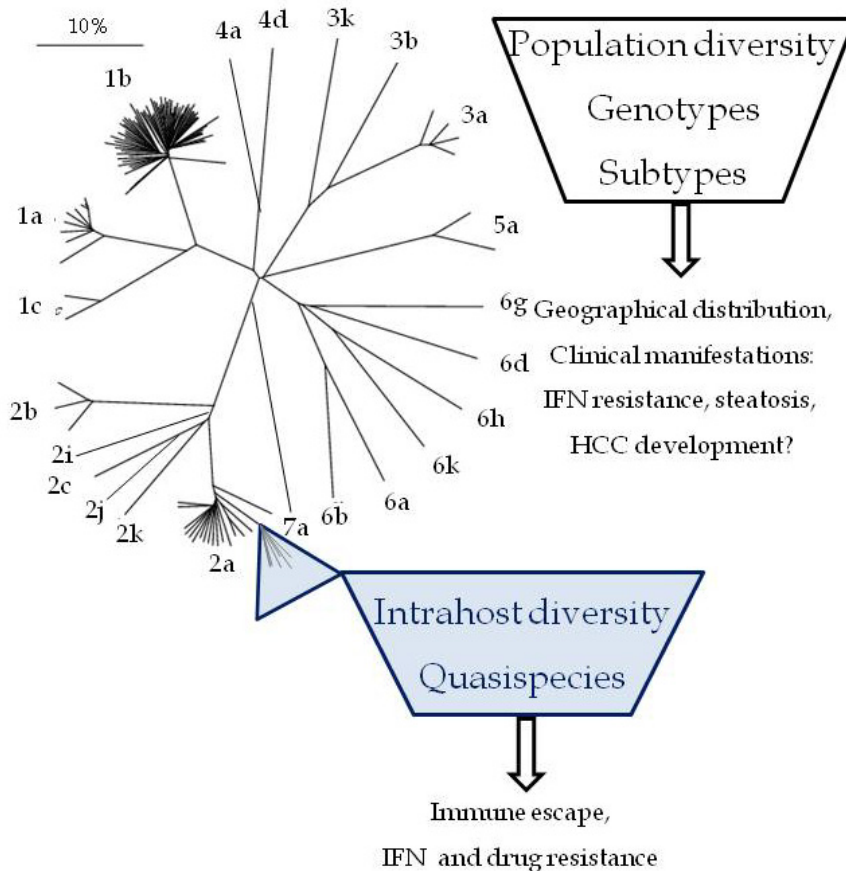 10%
4a
4d
3k
3b
3a
1b
1a
1c
5a
6g
6d
6h
6k
6a
6b
7a
2a
2k
2j
2c
2i
2b
Population diversity
Genotypes
Subtypes
Geographical distribution,
Clinical manifestations:
IFN resistance, steatosis,
HCC development?
Intrahost diversity
Quasispecies
Immune escape,
IFN and drug resistance